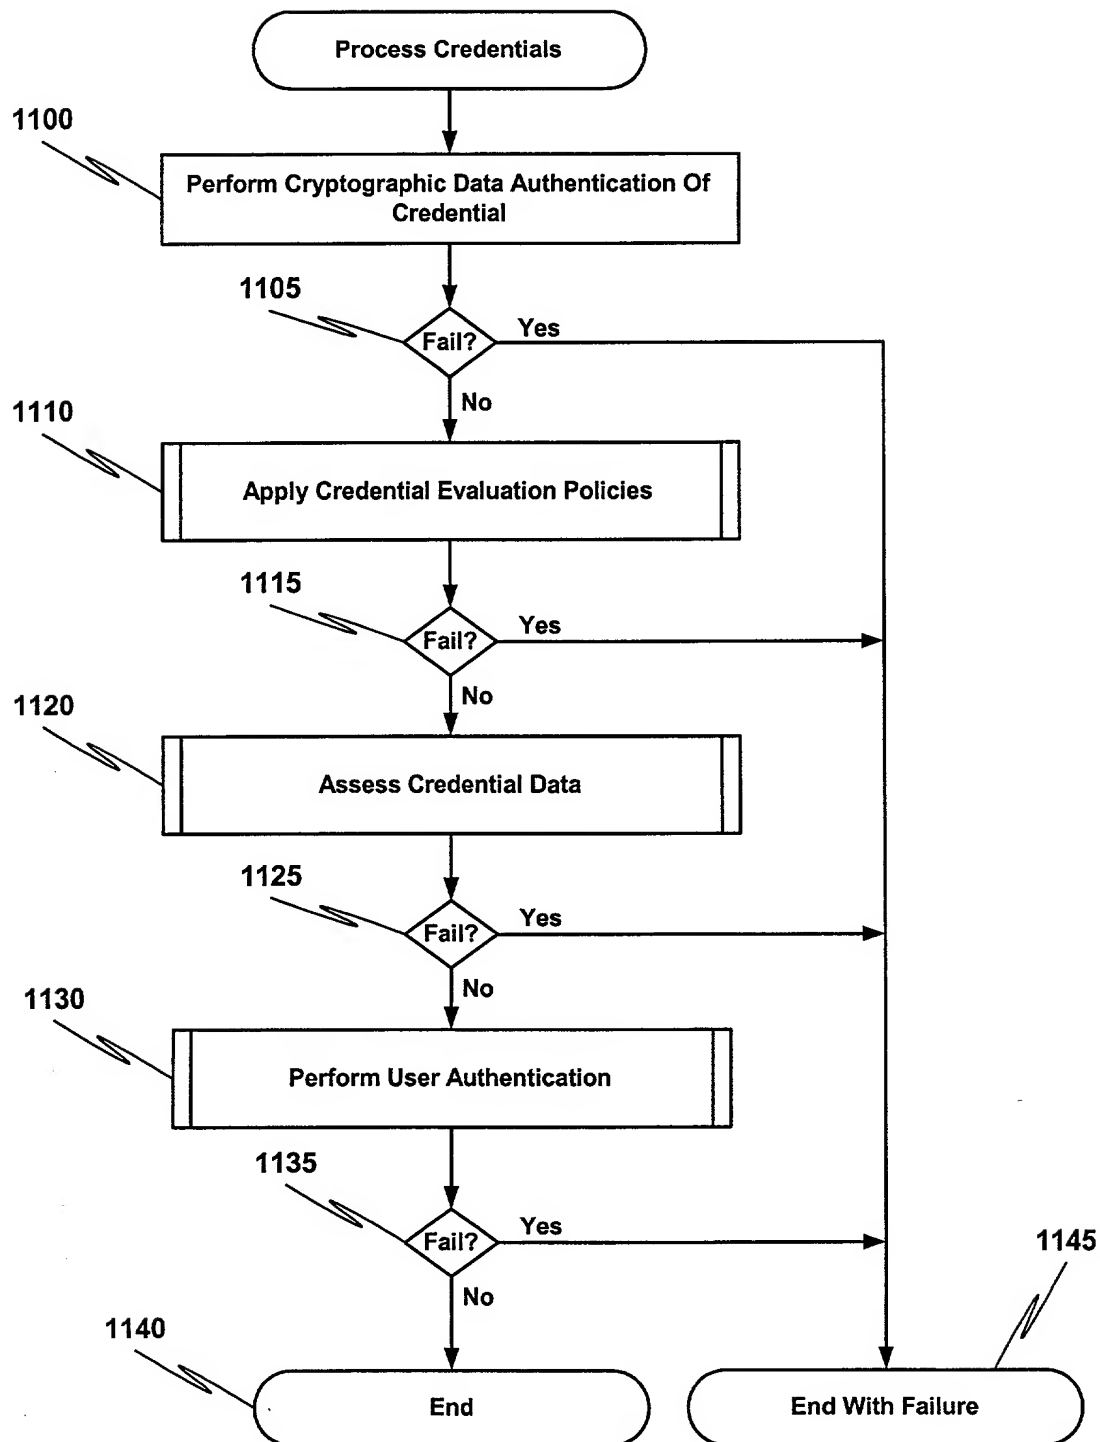 Process Credentials
1100
Perform Cryptographic Data Authentication Of
Credential
1105
Fail?
Yes
No
1110
Apply Credential Evaluation Policies
1115
Fail?
Yes
No
1120
Assess Credential Data
1125
Fail?
Yes
No
1130
Perform User Authentication
1135
Fail?
Yes
No
1145
1140
End
End With Failure